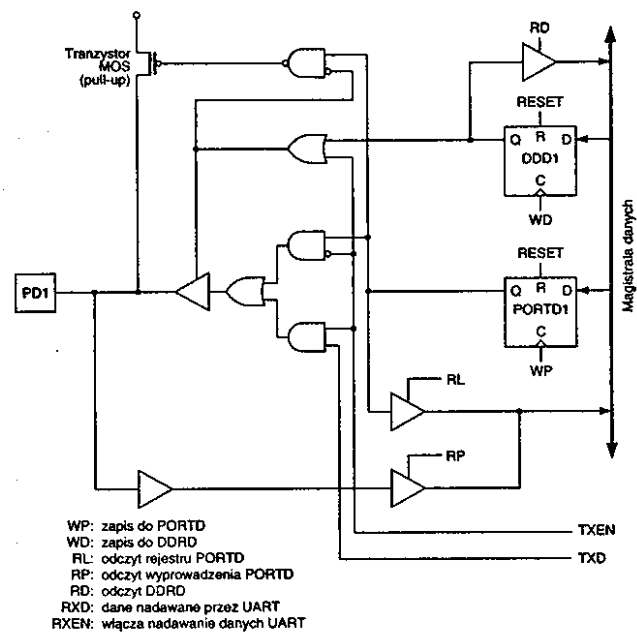 RD
Tranzystor
MOS
(pull-up)
RESET
Q R D
DDD1
C
WD
Magistrala danych
RESET
PD1
Q R D
PORTD1
C
WP
RL
RP
TXEN
TXD
WP: zapis do PORTD
WD: zapis do DDRD
RL: odczyt rejestru PORTD
RP: odczyt wyprowadzenia PORTD
RD: odczyt DDRD
RXD: dane nadawane przez UART
RXEN: włącza nadawanie danych UART